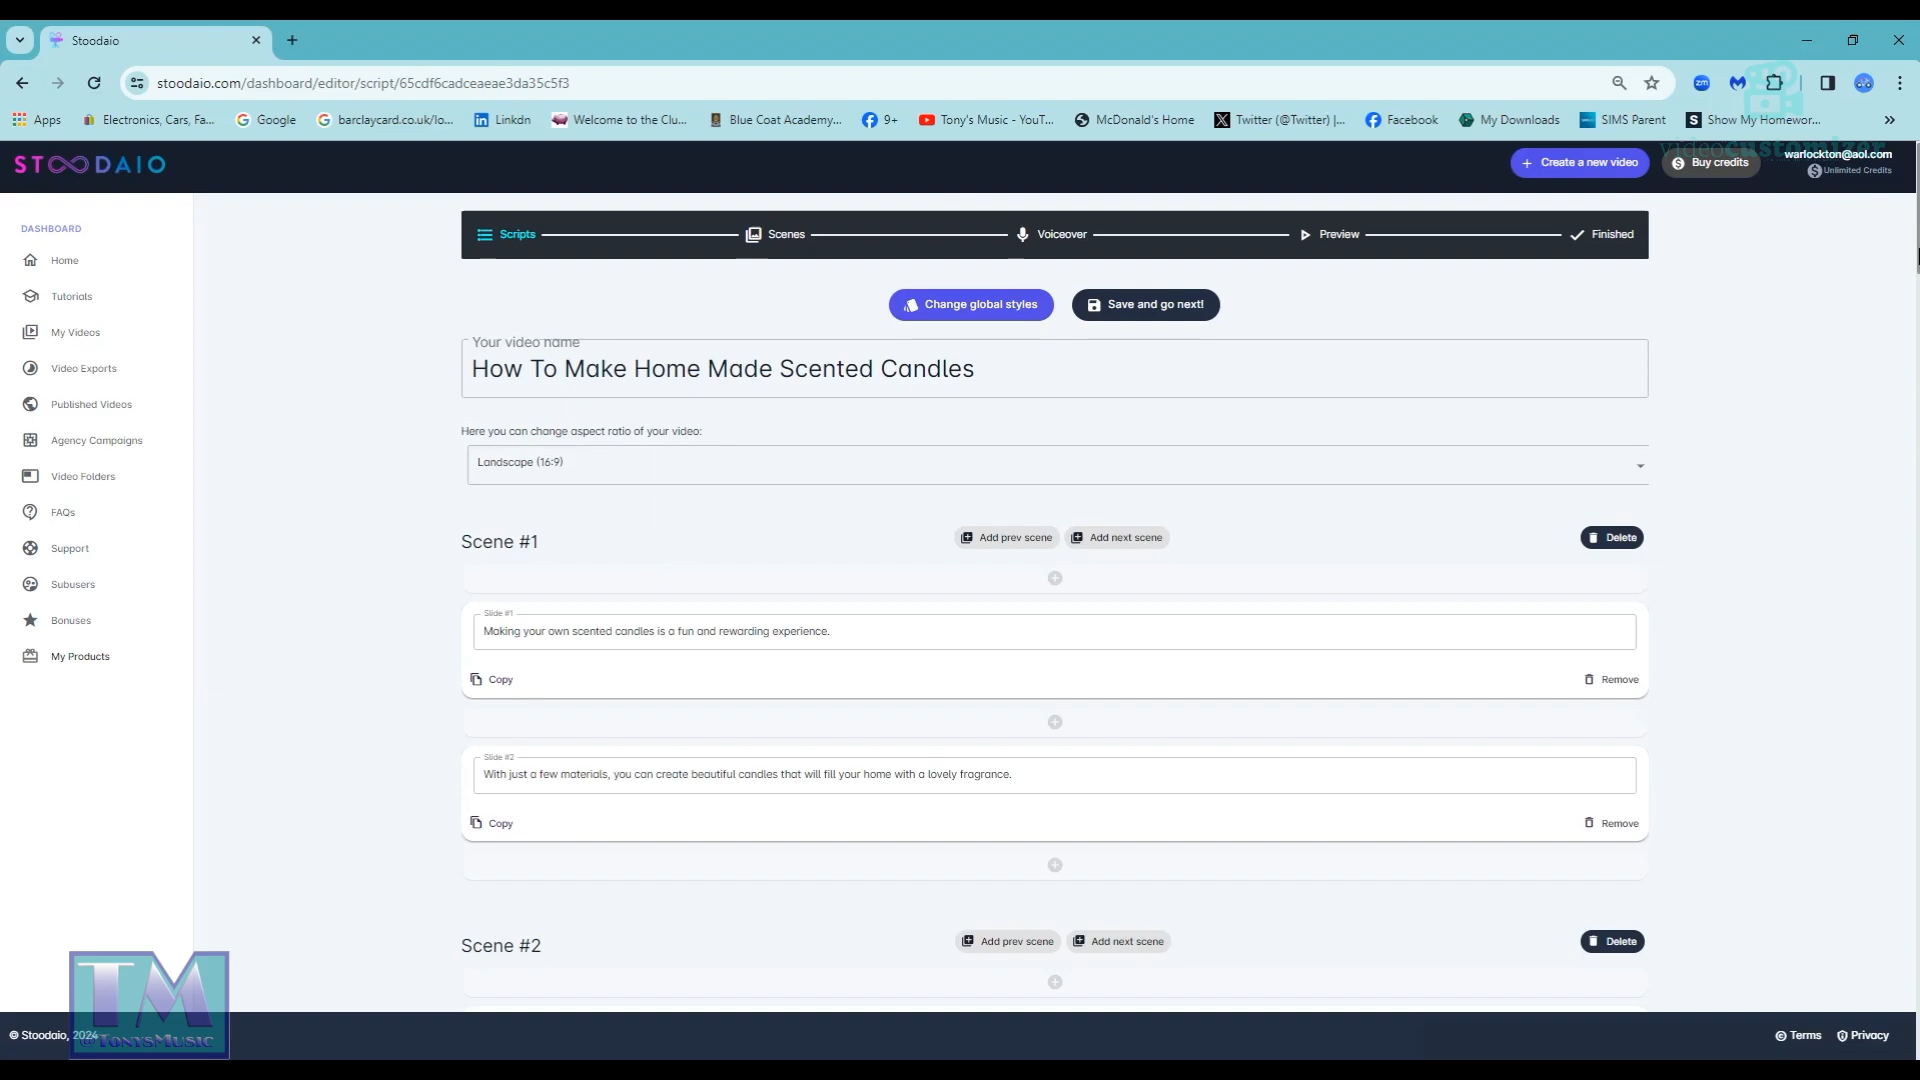 Stoodaio
stoodaio.com/dashboard/editor/script/65cdf6cadceaeae3da35c5f3
Apps
Electronics, Cars, Fa...
Google
barclaycard.co.uk/lo...
Linkdn
Welcome to the Clu...
Blue Coat Academy...
9+
Tony's Music - YouT...
McDonald's Home
Twitter (@Twitter) |...
Facebook
My Downloads
SIMS Parent
Show My Homewor...
»
STOODAIO
videocustomizer
+ Create a new video
Buy credits
warlockton@aol.com
Unlimited Credits
DASHBOARD
Home
Tutorials
My Videos
Video Exports
Published Videos
Agency Campaigns
Video Folders
FAQs
Support
Subusers
Bonuses
My Products
Scripts
Scenes
Voiceover
Preview
Finished
Change global styles
Save and go next!
Your video name
How To Make Home Made Scented Candles
Here you can change aspect ratio of your video:
Landscape (16:9)
Scene #1
Add prev scene
Add next scene
Delete
Slide #1
Making your own scented candles is a fun and rewarding experience.
Copy
Remove
Slide #2
With just a few materials, you can create beautiful candles that will fill your home with a lovely fragrance.
Copy
Remove
Scene #2
Add prev scene
Add next scene
Delete
TM
@TonysMusic
© Stoodaio, 2024
Terms
Privacy